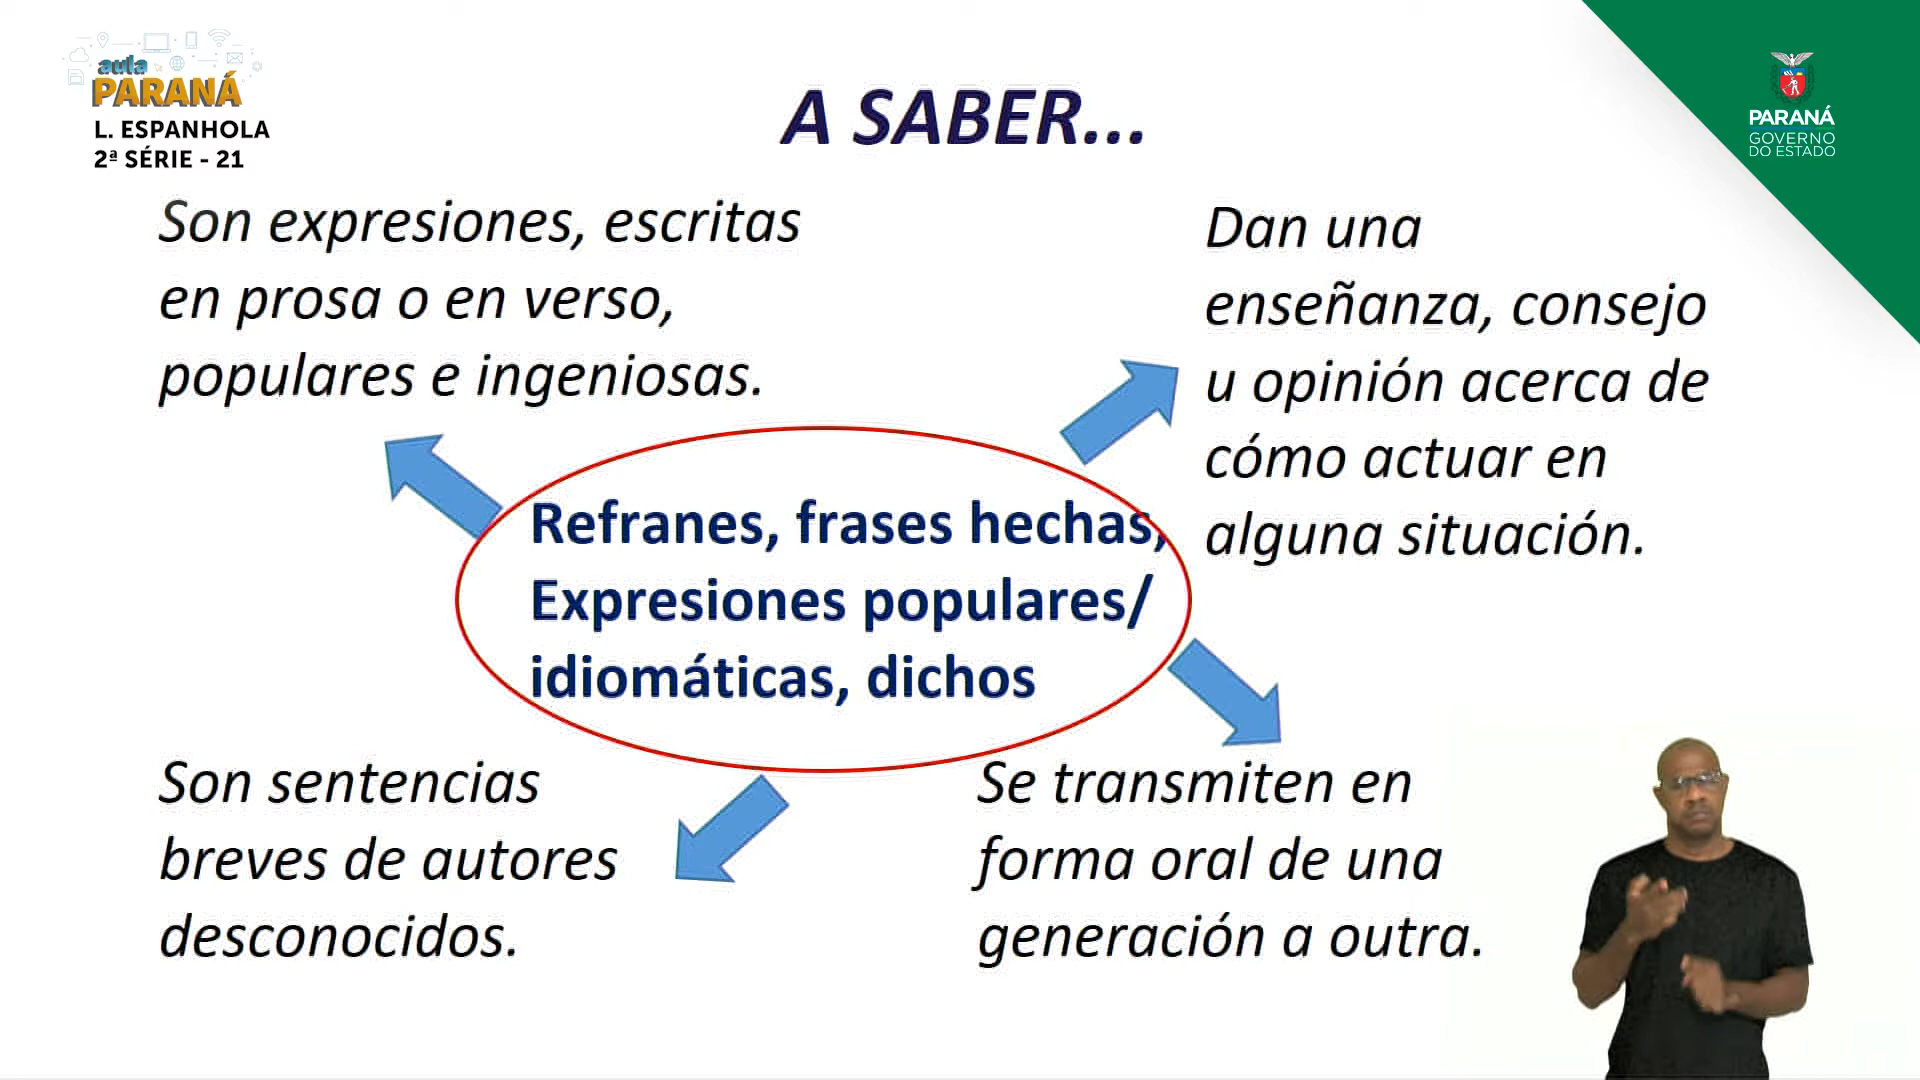 aula
PARANÁ
L. ESPANHOLA
2ª SÉRIE - 21
A SABER...
PARANÁ
GOVERNO
DO ESTADO
Son expresiones, escritas
en prosa o en verso,
populares e ingeniosas.
Dan una
enseñanza, consejo
u opinión acerca de
cómo actuar en
alguna situación.
Refranes, frases hechas,
Expresiones populares/
idiomáticas, dichos
Son sentencias
breves de autores
desconocidos.
Se transmiten en
forma oral de una
generación a outra.